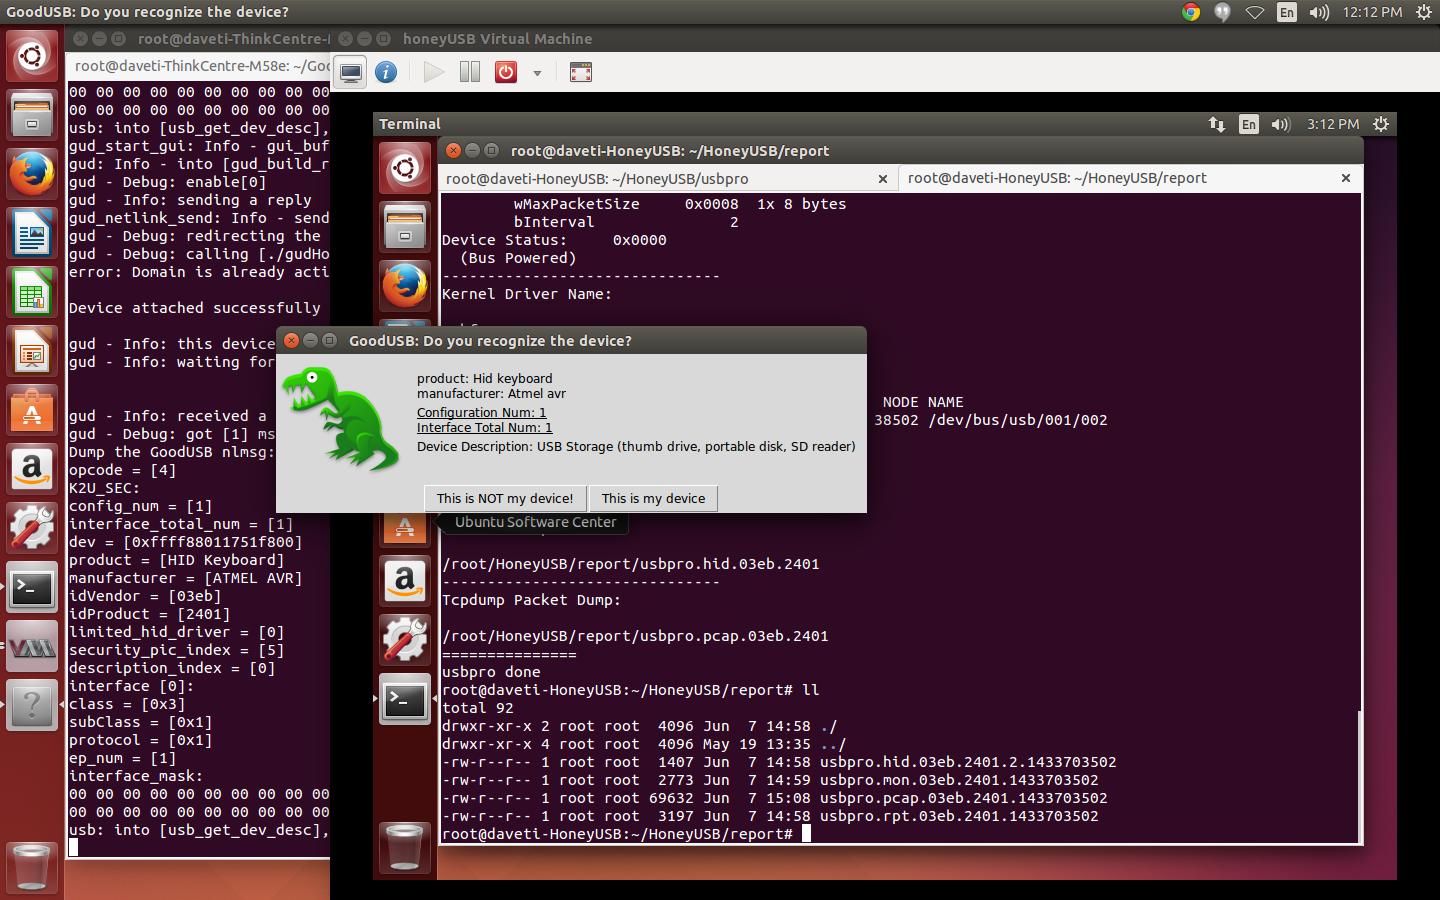 GoodUSB: Do you recognize the device?
En
12:12 PM
root@daveti-ThinkCentre-M
root@daveti-ThinkCentre-M58e: ~/Goo
00 00 00 00 00 00 00 00 00 00
00 00 00 00 00 00 00 00 00 00
usb: into [usb_get_dev_desc],
gud_start_gui: Info - gui_buf
gud: Info - into [gud_build_r
gud - Debug: enable[0]
gud - Info: sending a reply
gud_netlink_send: Info - send
gud - Debug: redirecting the
gud - Debug: calling [./gudHo
error: Domain is already acti
Device attached successfully
gud - Info: this device
gud - Info: waiting for
gud - Info: received a
gud - Debug: got [1] ms
Dump the GoodUSB nlmsg:
opcode = [4]
K2U_SEC:
config_num = [1]
interface_total_num = [1]
dev = [0xffff88011751f800]
product = [HID Keyboard]
manufacturer = [ATMEL AVR]
idVendor = [03eb]
idProduct = [2401]
limited_hid_driver = [0]
security_pic_index = [5]
description_index = [0]
interface [0]:
class = [0x3]
subClass = [0x1]
protocol = [0x1]
ep_num = [1]
interface_mask:
00 00 00 00 00 00 00 00 00 00
00 00 00 00 00 00 00 00 00 00
usb: into [usb_get_dev_desc],
honeyUSB Virtual Machine
Terminal
En
3:12 PM
root@daveti-HoneyUSB: ~/HoneyUSB/report
root@daveti-HoneyUSB: ~/HoneyUSB/usbpro
root@daveti-HoneyUSB: ~/HoneyUSB/report
wMaxPacketSize 0x0008 1x 8 bytes
bInterval 2
Device Status: 0x0000
(Bus Powered)
-------------------------------
Kernel Driver Name:
NODE NAME
38502 /dev/bus/usb/001/002
GoodUSB: Do you recognize the device?
product: Hid keyboard
manufacturer: Atmel avr
Configuration Num: 1
Interface Total Num: 1
Device Description: USB Storage (thumb drive, portable disk, SD reader)
This is NOT my device!
This is my device
Ubuntu Software Center
/root/HoneyUSB/report/usbpro.hid.03eb.2401
-------------------------------
Tcpdump Packet Dump:
/root/HoneyUSB/report/usbpro.pcap.03eb.2401
===============
usbpro done
root@daveti-HoneyUSB:~/HoneyUSB/report# ll
total 92
drwxr-xr-x 2 root root 4096 Jun 7 14:58 ./
drwxr-xr-x 4 root root 4096 May 19 13:35 ../
-rw-r--r-- 1 root root 1407 Jun 7 14:58 usbpro.hid.03eb.2401.2.1433703502
-rw-r--r-- 1 root root 2773 Jun 7 14:59 usbpro.mon.03eb.2401.1433703502
-rw-r--r-- 1 root root 69632 Jun 7 15:08 usbpro.pcap.03eb.2401.1433703502
-rw-r--r-- 1 root root 3197 Jun 7 14:58 usbpro.rpt.03eb.2401.1433703502
root@daveti-HoneyUSB:~/HoneyUSB/report#